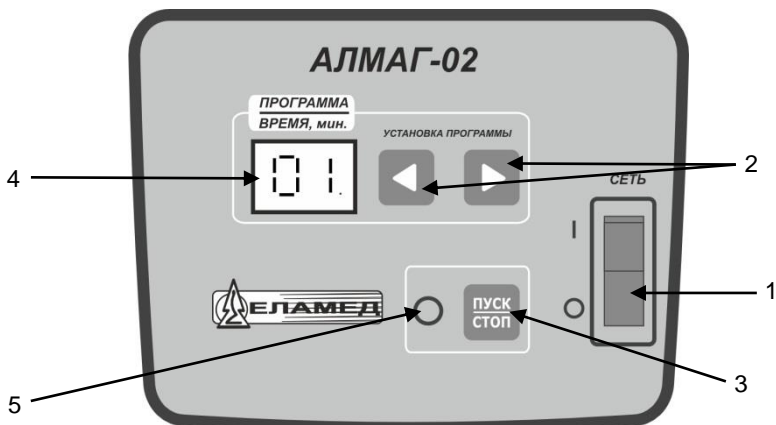 АЛМАГ-02
ПРОГРАММА
ВРЕМЯ, мин.
УСТАНОВКА ПРОГРАММЫ
01.
4
2
СЕТЬ
I
1
ЕЛАМЕД
ПУСК
СТОП
O
5
3